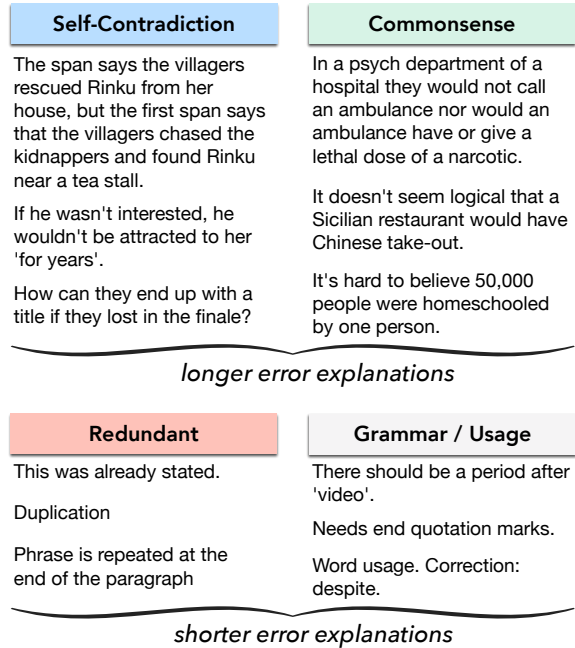 Self-Contradiction
The span says the villagers
rescued Rinku from her
house, but the first span says
that the villagers chased the
kidnappers and found Rinku
near a tea stall.
If he wasn't interested, he
wouldn't be attracted to her
'for years'.
How can they end up with a
title if they lost in the finale?
Commonsense
In a psych department of a
hospital they would not call
an ambulance nor would an
ambulance have or give a
lethal dose of a narcotic.
It doesn't seem logical that a
Sicilian restaurant would have
Chinese take-out.
It's hard to believe 50,000
people were homeschooled
by one person.
longer error explanations
Redundant
This was already stated.
Duplication
Phrase is repeated at the
end of the paragraph
Grammar / Usage
There should be a period after
'video'.
Needs end quotation marks.
Word usage. Correction:
despite.
shorter error explanations